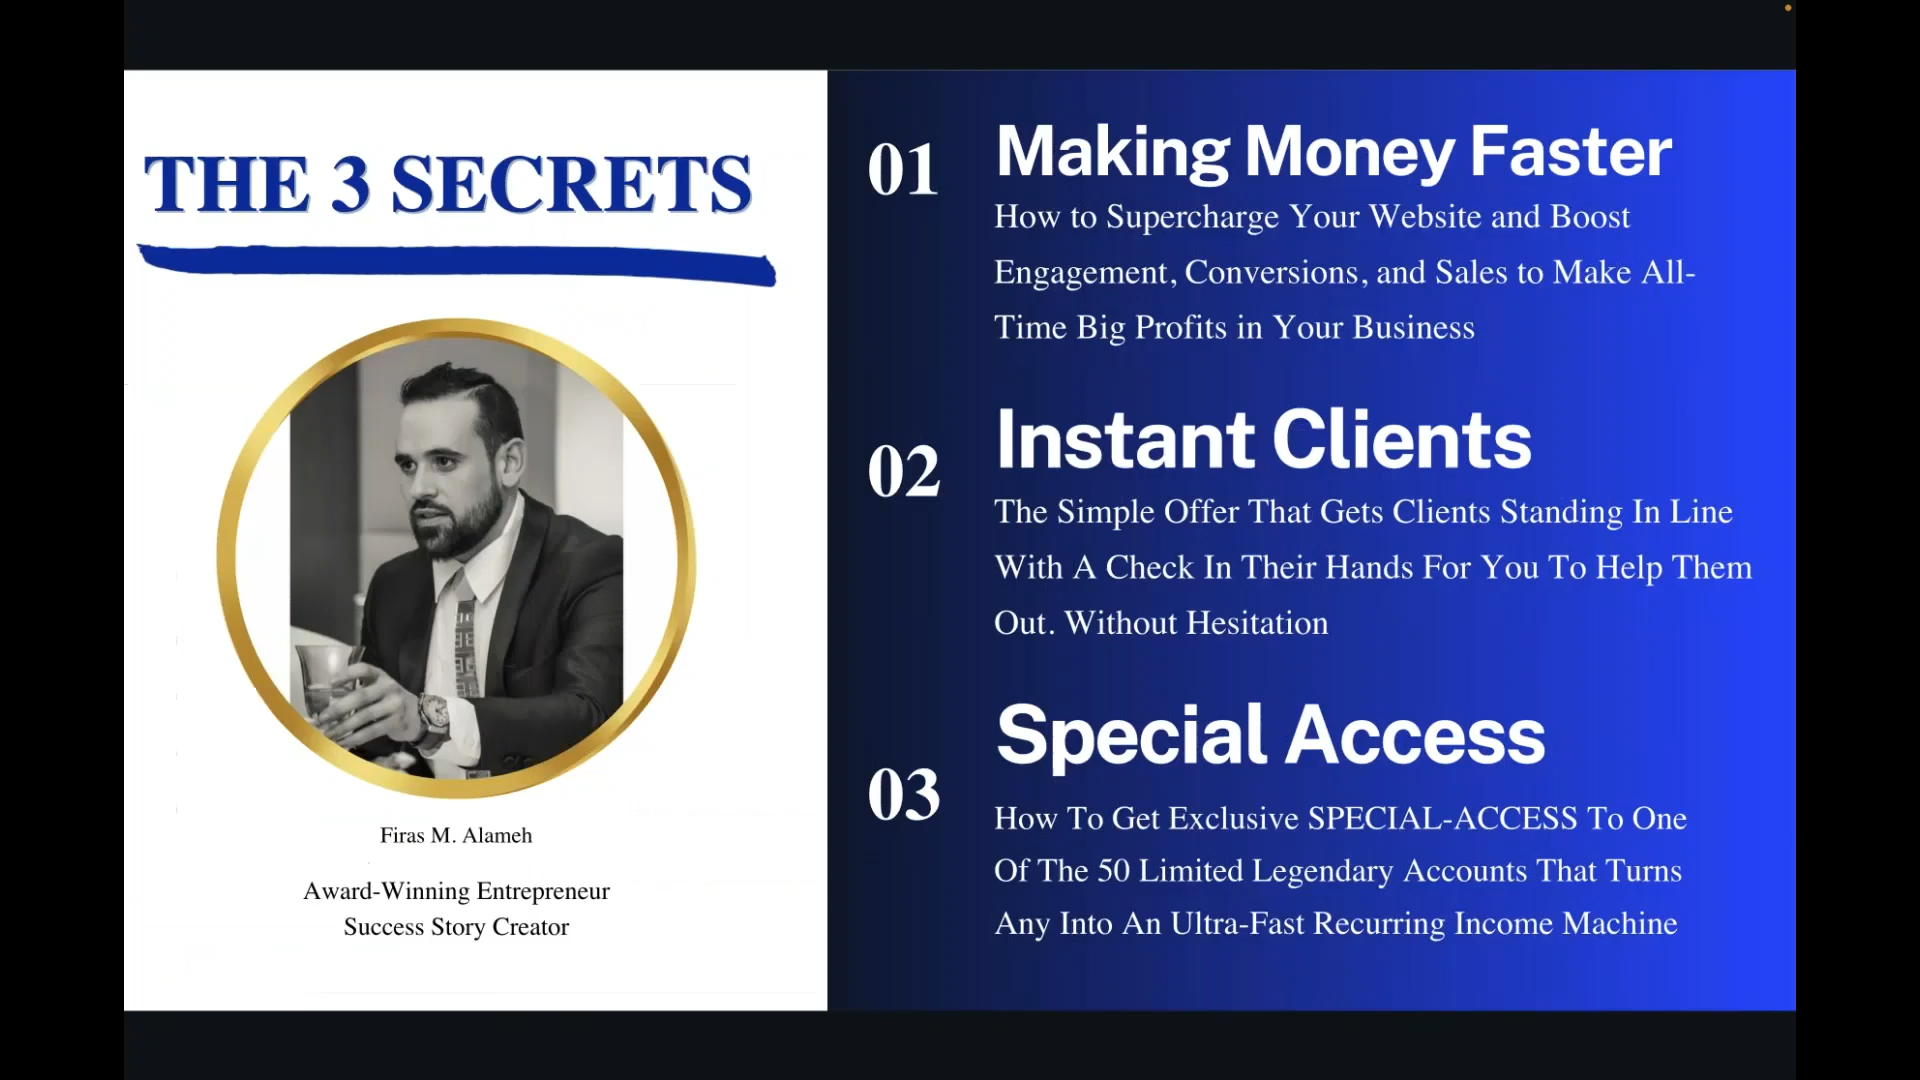 THE 3 SECRETS
Firas M. Alameh
Award-Winning Entrepreneur
Success Story Creator
01
Making Money Faster
How to Supercharge Your Website and Boost
Engagement, Conversions, and Sales to Make All-
Time Big Profits in Your Business
02
Instant Clients
The Simple Offer That Gets Clients Standing In Line
With A Check In Their Hands For You To Help Them
Out. Without Hesitation
03
Special Access
How To Get Exclusive SPECIAL-ACCESS To One
Of The 50 Limited Legendary Accounts That Turns
Any Into An Ultra-Fast Recurring Income Machine